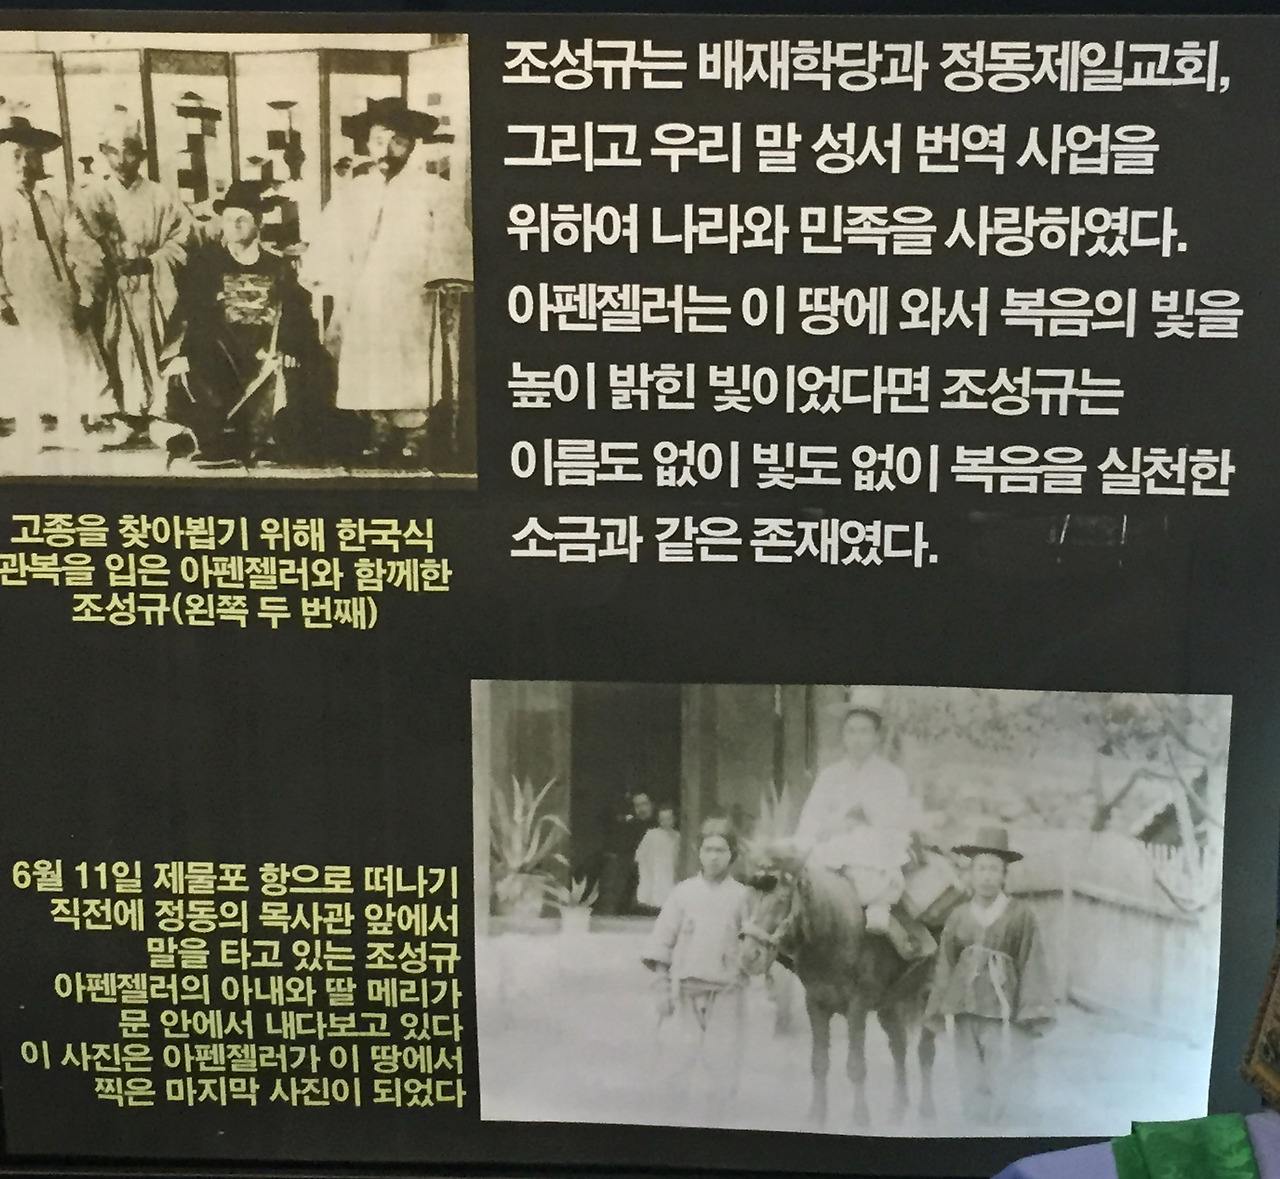 조성규는 배재학당과 정동제일교회,
그리고 우리 말 성서 번역 사업을
위하여 나라와 민족을 사랑하였다.
아펜젤러는 이 땅에 와서 복음의 빛을
높이 밝힌 빛이었다면 조성규는
이름도 없이 빛도 없이 복음을 실천한
소금과 같은 존재였다.
고종을 찾아뵙기 위해 한국식
관복을 입은 아펜젤러와 함께한
조성규(왼쪽 두 번째)
6월 11일 제물포 항으로 떠나기
직전에 정동의 목사관 앞에서
말을 타고 있는 조성규
아펜젤러의 아내와 딸 메리가
문 안에서 내다보고 있다
이 사진은 아펜젤러가 이 땅에서
찍은 마지막 사진이 되었다